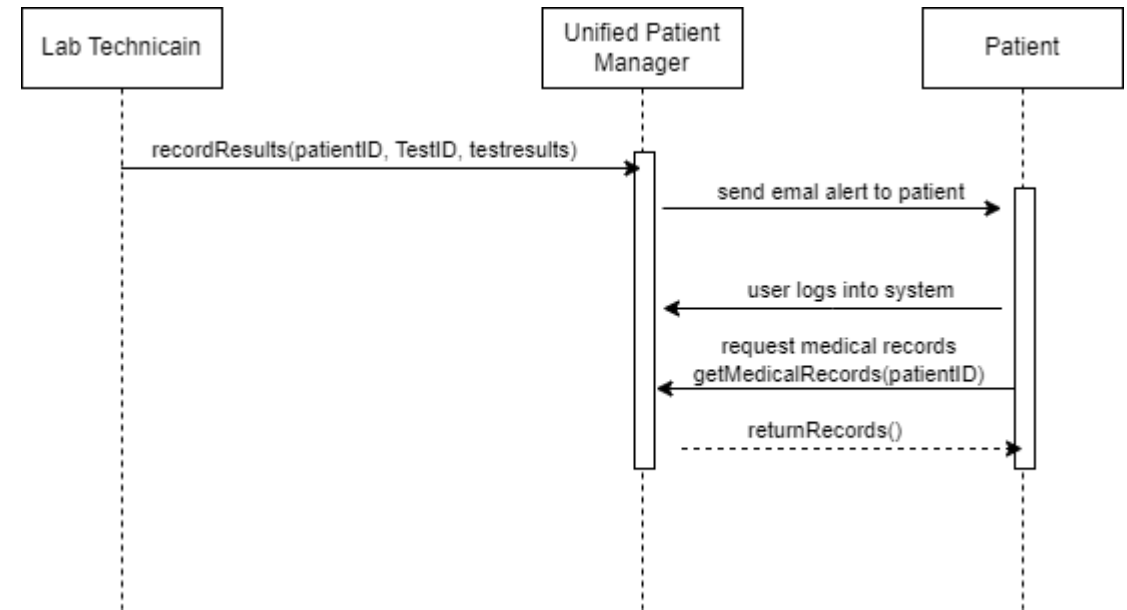 Lab Technicain
Unified Patient
Manager
Patient
recordResults(patientID, TestID, testresults)
send emal alert to patient
user logs into system
request medical records
getMedicalRecords(patientID)
returnRecords()